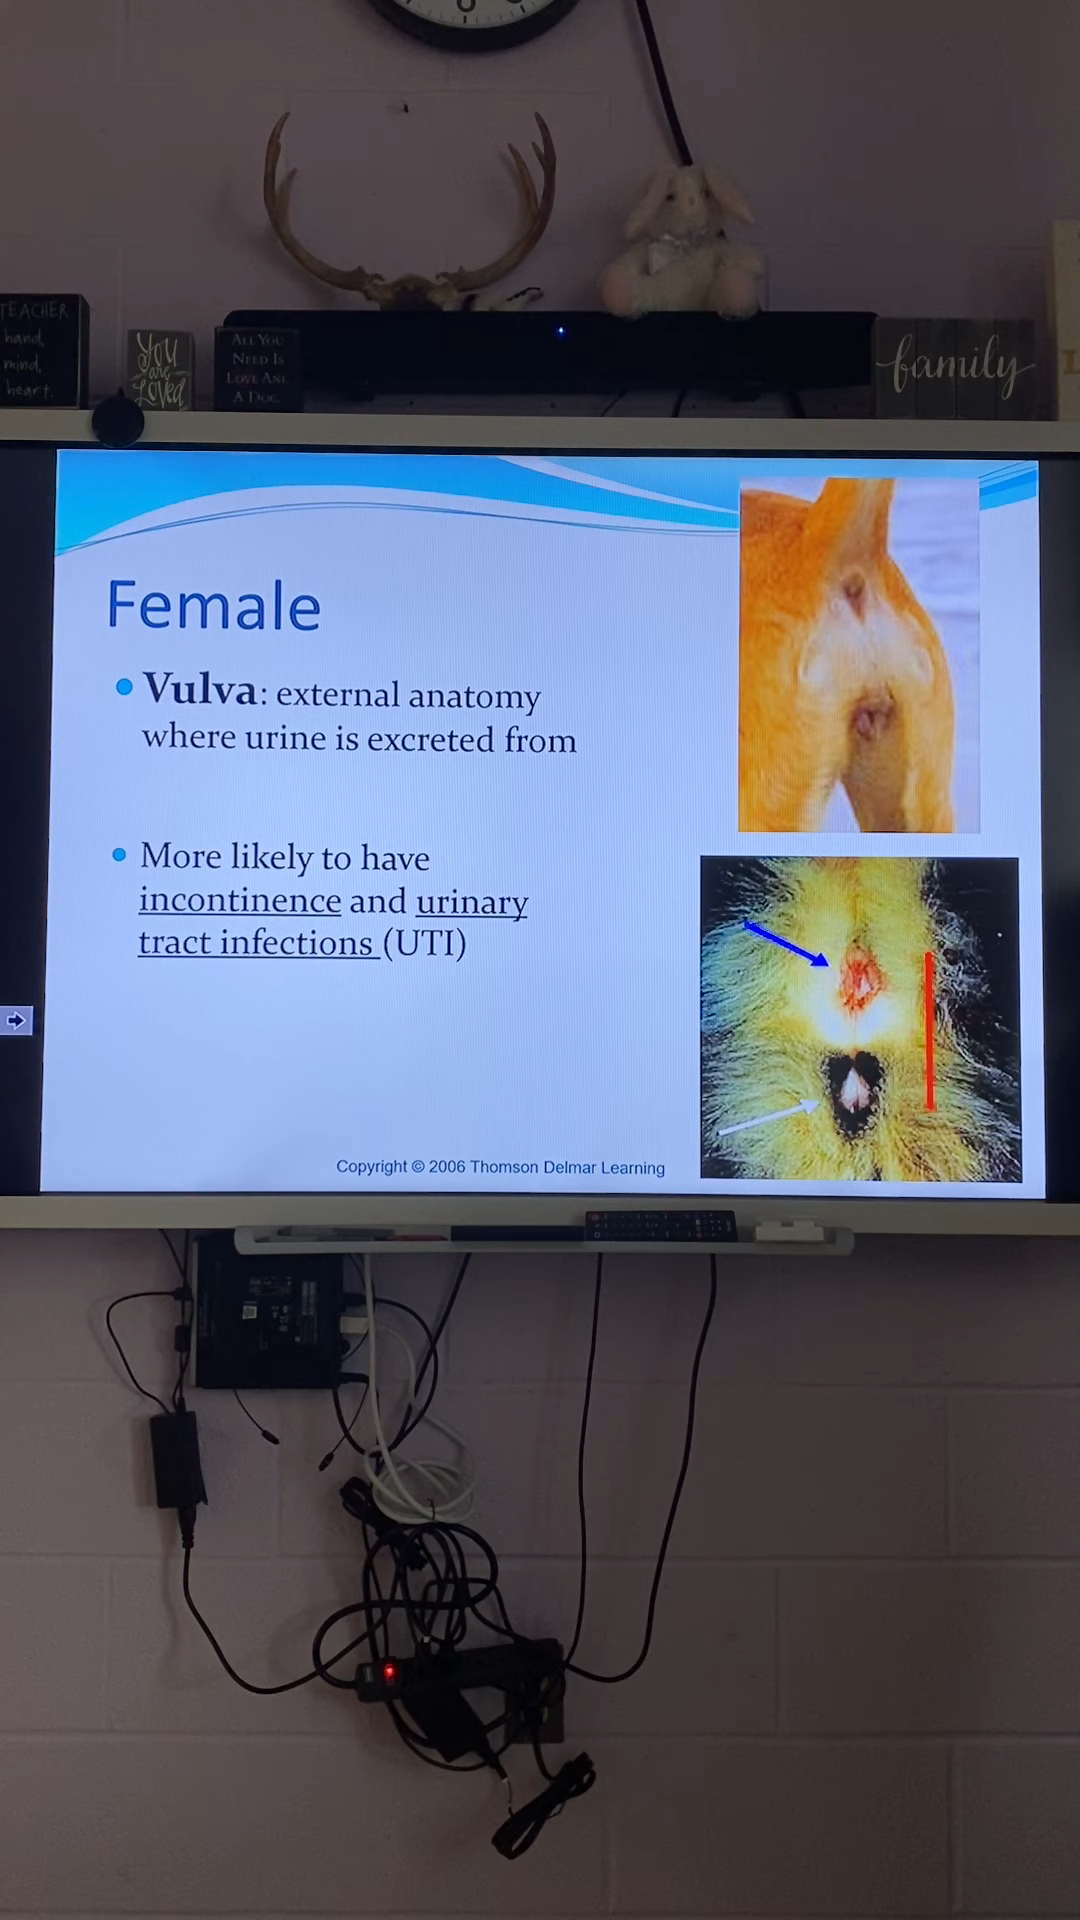 TEACHER
hand,
mind,
heart.
You
are
Loved
ALL YOU
NEED IS
LOVE AND
A DOG.
family
Female
Vulva: external anatomy
where urine is excreted from
More likely to have
incontinence and urinary
tract infections (UTI)
Copyright © 2006 Thomson Delmar Learning